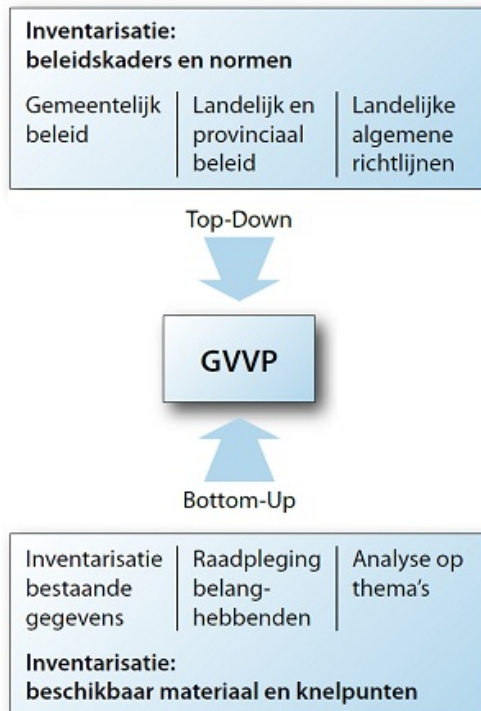 Inventarisatie:
beleidskaders en normen
Gemeentelijk
beleid
Landelijk en
provinciaal
beleid
Landelijke
algemene
richtlijnen
Top-Down
GVVP
Bottom-Up
Inventarisatie
bestaande
gegevens
Raadpleging
belang-
hebbenden
Analyse op
thema's
Inventarisatie:
beschikbaar materiaal en knelpunten